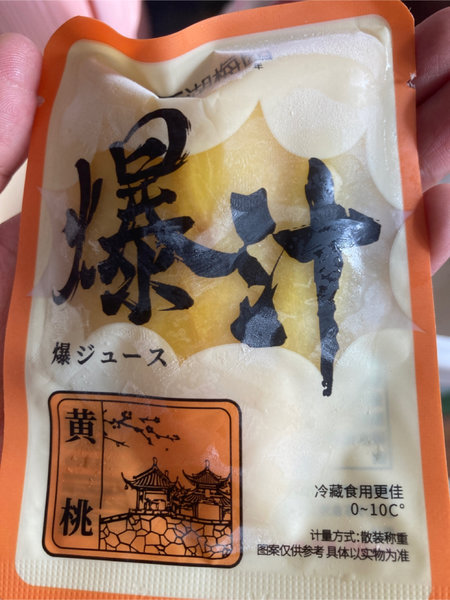 爆汁
爆ジュース
黄桃
冷藏食用更佳
0~10C°
计量方式:散装称重
图案仅供参考 具体以实物为准